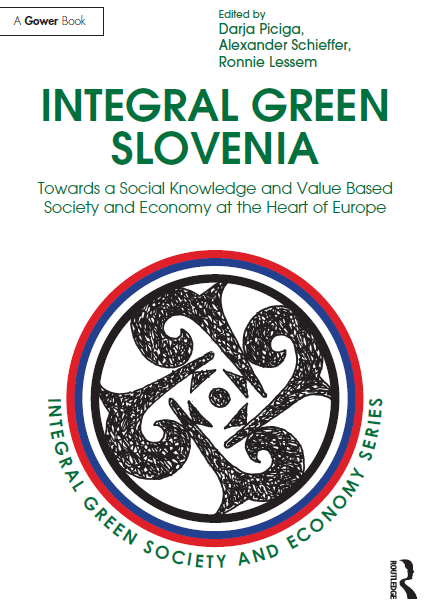 A Gower Book
Edited by
Darja Piciga,
Alexander Schieffer,
Ronnie Lessem
INTEGRAL GREEN
SLOVENIA
Towards a Social Knowledge and Value Based
Society and Economy at the Heart of Europe
INTEGRAL GREEN SOCIETY AND ECONOMY SERIES
ROUTLEDGE